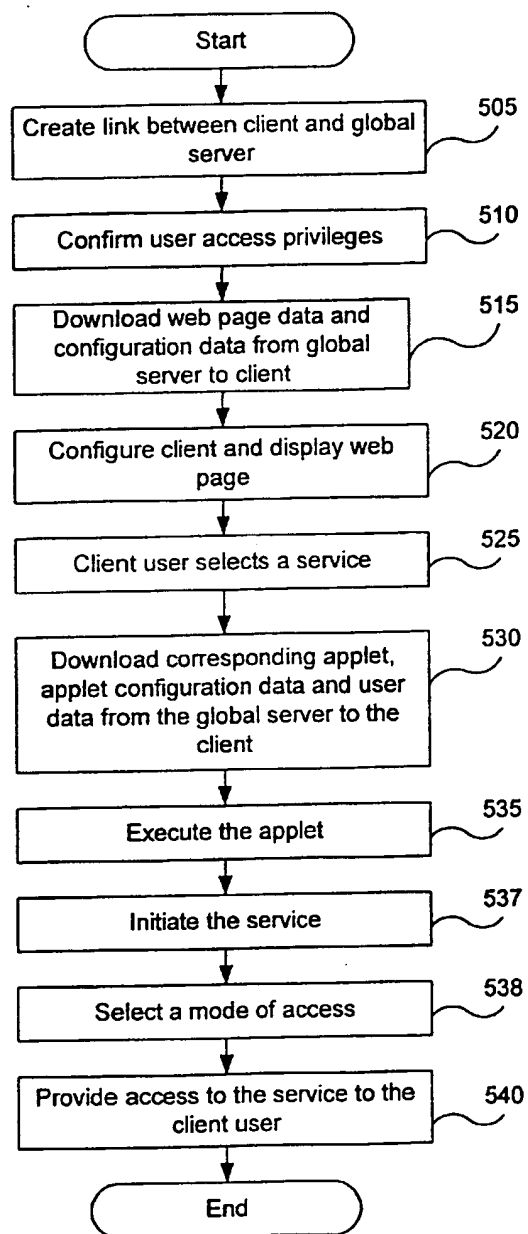 Start
Create link between client and global
server
505
Confirm user access privileges
510
Download web page data and
configuration data from global
server to client
515
Configure client and display web
page
520
Client user selects a service
525
Download corresponding applet,
applet configuration data and user
data from the global server to the
client
530
Execute the applet
535
Initiate the service
537
Select a mode of access
538
Provide access to the service to the
client user
540
End